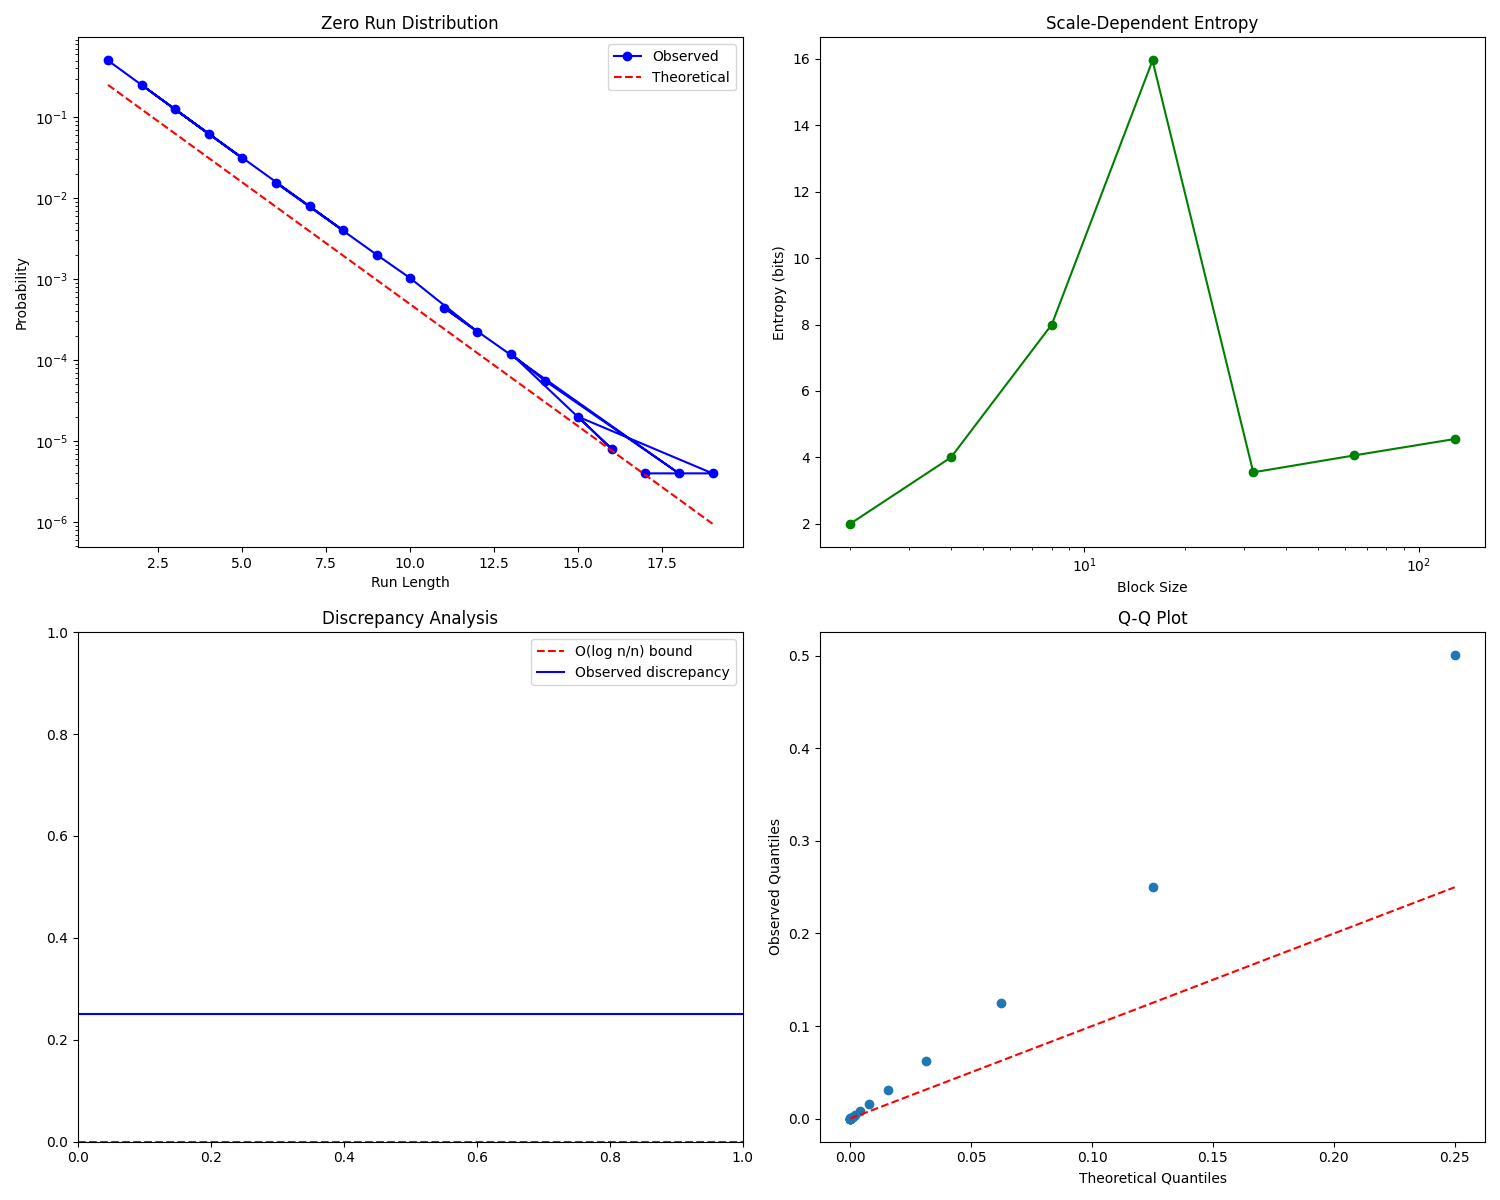 Zero Run Distribution
Probability
10⁻¹
10⁻²
10⁻³
10⁻⁴
10⁻⁵
10⁻⁶
Observed
Theoretical
2.5 5.0 7.5 10.0 12.5 15.0 17.5
Run Length
Scale-Dependent Entropy
Entropy (bits)
16
14
12
10
8
6
4
2
10¹ 10²
Block Size
Discrepancy Analysis
1.0
0.8
0.6
0.4
0.2
0.0
O(log n/n) bound
Observed discrepancy
0.0 0.2 0.4 0.6 0.8 1.0
Q-Q Plot
Observed Quantiles
0.5
0.4
0.3
0.2
0.1
0.0
0.00 0.05 0.10 0.15 0.20 0.25
Theoretical Quantiles